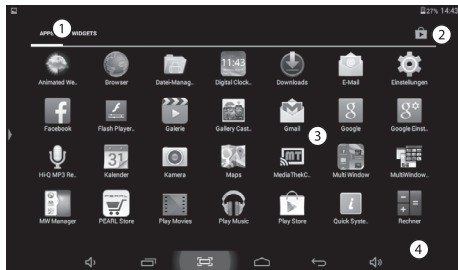 27% 14:43
APPS WIDGETS
1
2
11:43
Animated We.. Browser Datei-Manag.. Digital Clock.. Downloads E-Mail Einstellungen
Facebook Flash Player.. Galerie Gallery Cast.. Gmail Google Google Einst..
3
31
Hi-Q MP3 Re.. Kalender Kamera Maps MediaThekC.. Multi Window MultiWindow..
MW Manager PEARL Store Play Movies Play Music Play Store Quick Syste.. Rechner
4